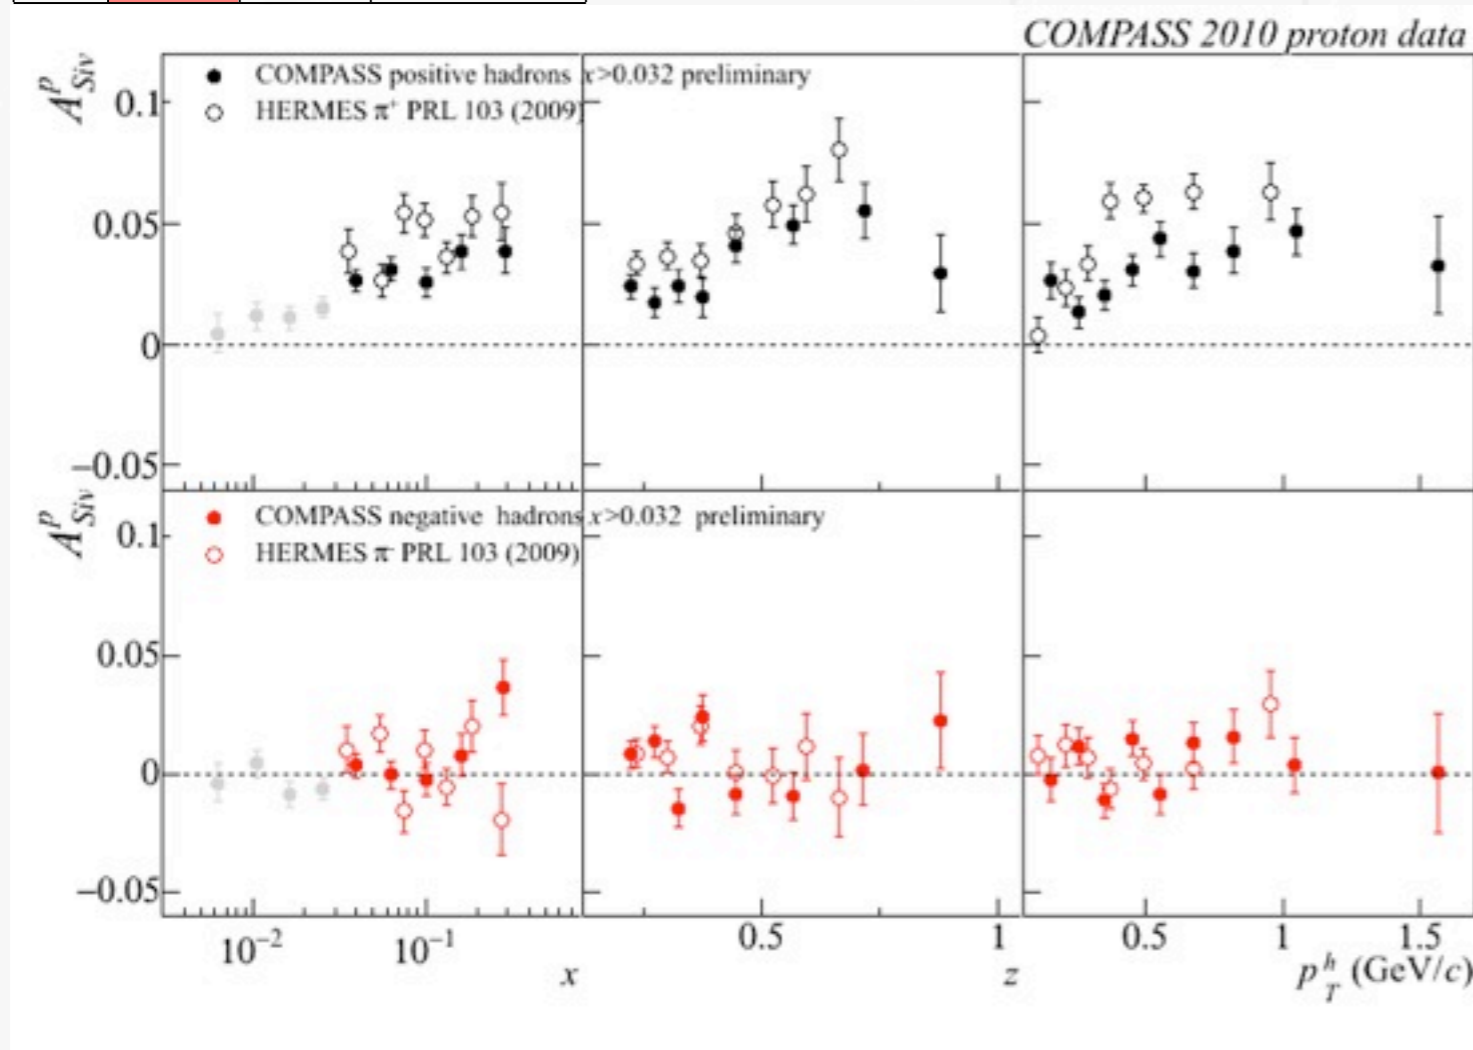 COMPASS 2010 proton data
A^p_Siv
COMPASS positive hadrons x>0.032 preliminary
HERMES π⁺ PRL 103 (2009)
0.1
0.05
0
−0.05
A^p_Siv
COMPASS negative hadrons x>0.032 preliminary
HERMES π⁻ PRL 103 (2009)
0.1
0.05
0
−0.05
10⁻² 10⁻¹ 0.5 1 0.5 1 1.5
x z p_T^h (GeV/c)